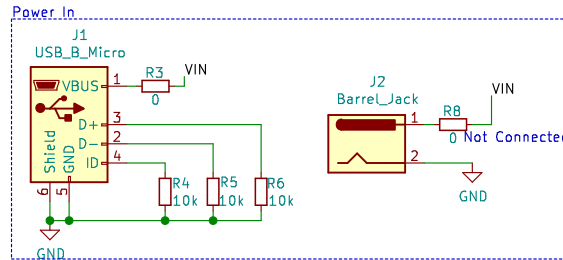 Power In
J1
USB_B_Micro
VBUS
1
R3
0
VIN
D+
3
D-
2
ID
4
Shield
GND
6
5
R4
10k
R5
10k
R6
10k
GND
J2
Barrel_Jack
1
R8
0
VIN
Not Connected
2
GND